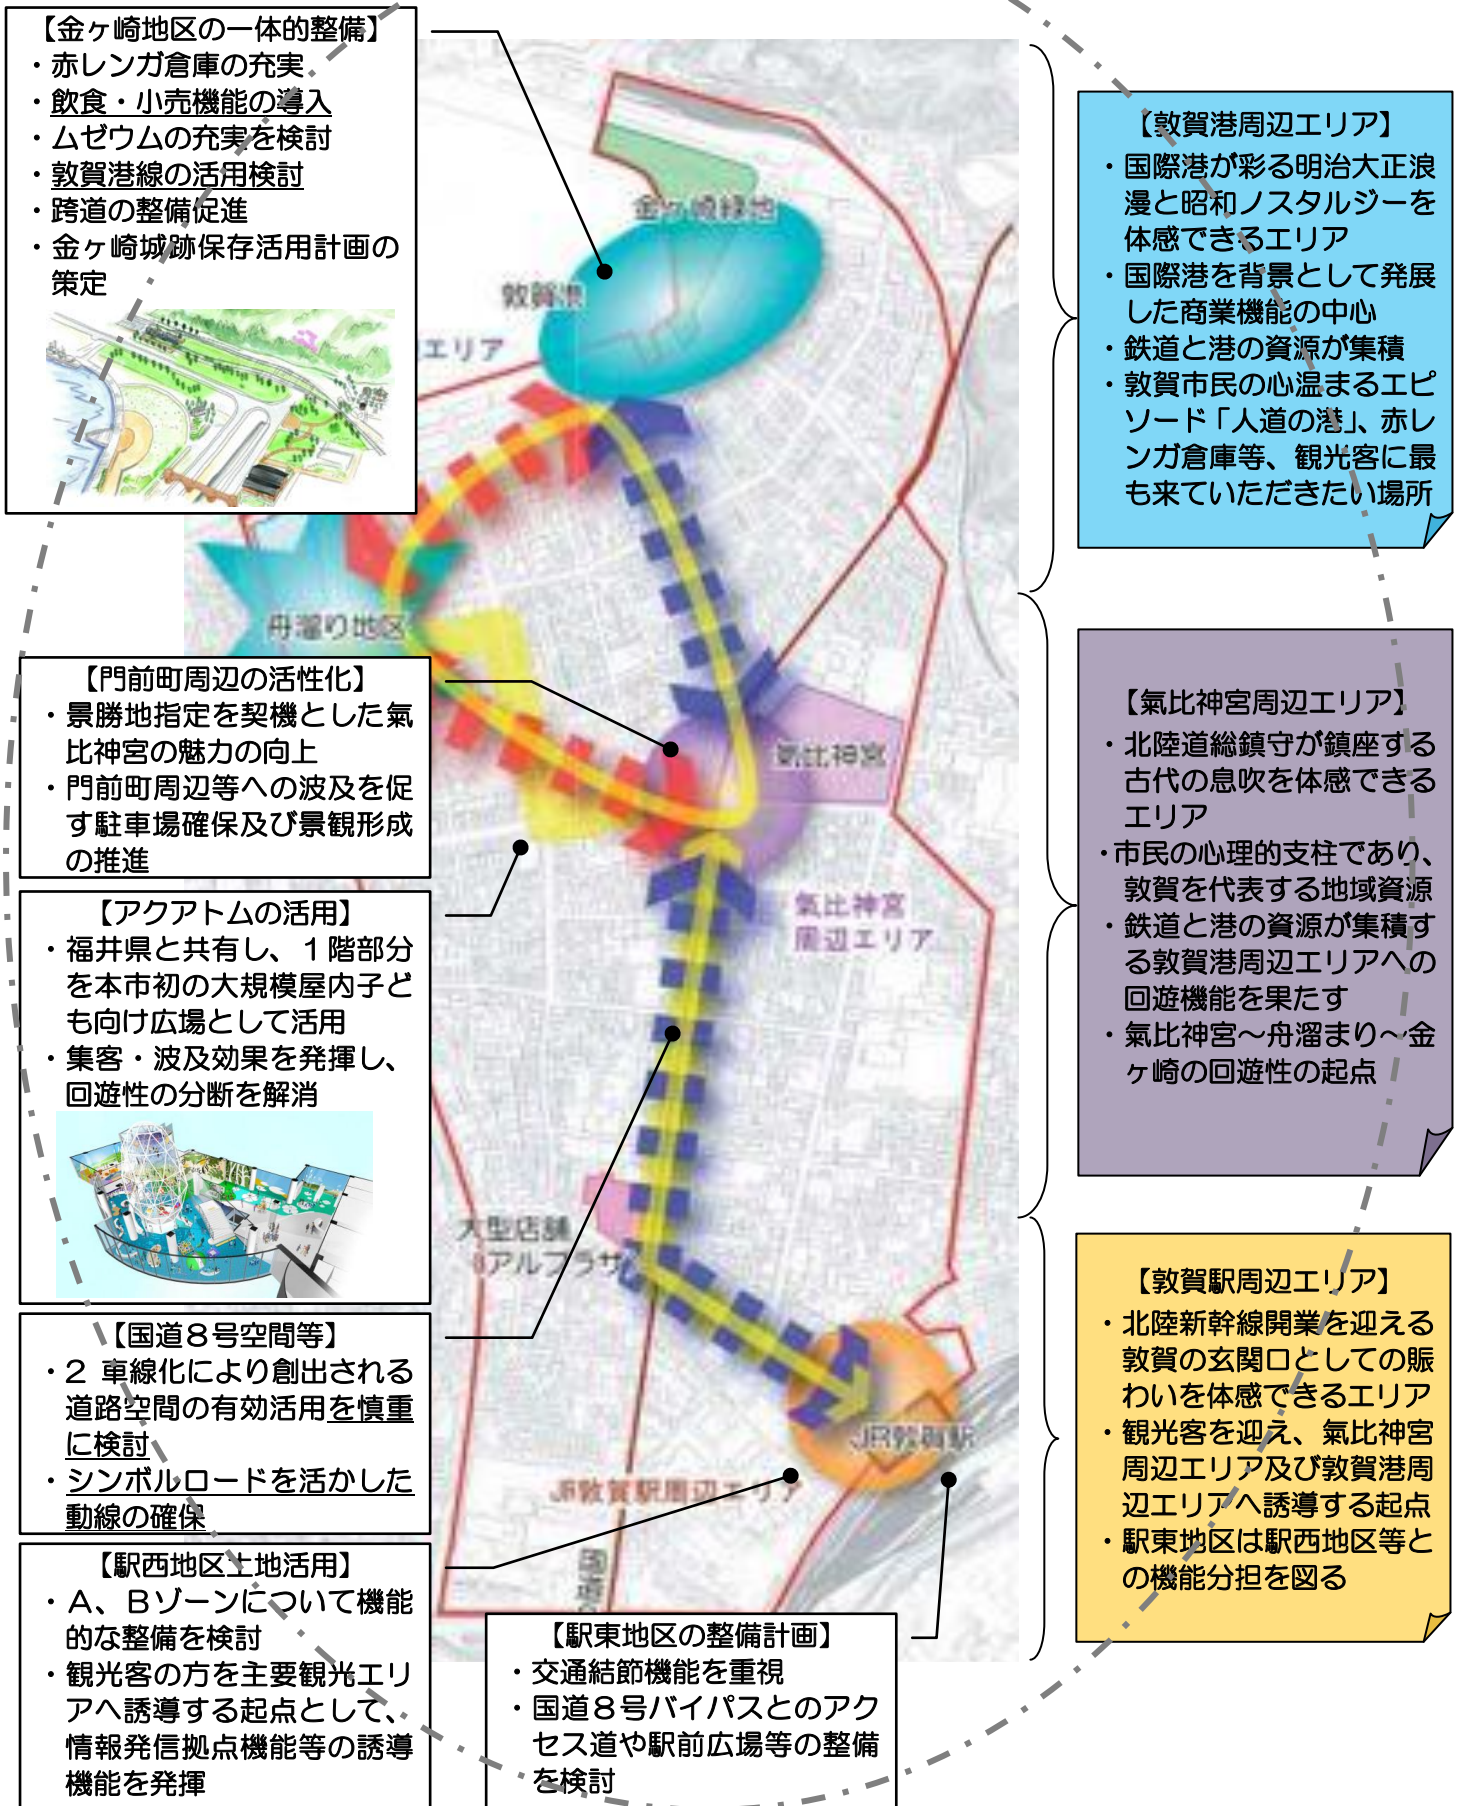 【金ヶ崎地区の一体的整備】
・赤レンガ倉庫の充実
・飲食・小売機能の導入
・ムゼウムの充実を検討
・敦賀港線の活用検討
・跨道の整備促進
・金ヶ崎城跡保存活用計画の
策定
【門前町周辺の活性化】
・景勝地指定を契機とした氣
比神宮の魅力の向上
・門前町周辺等への波及を促
す駐車場確保及び景観形成
の推進
【アクアトムの活用】
・福井県と共有し、１階部分
を本市初の大規模屋内子ど
も向け広場として活用
・集客・波及効果を発揮し、
回遊性の分断を解消
【国道８号空間等】
・２ 車線化により創出される
道路空間の有効活用を慎重
に検討
・シンボルロードを活かした
動線の確保
【駅西地区土地活用】
・Ａ、Ｂゾーンについて機能
的な整備を検討
・観光客の方を主要観光エリ
アへ誘導する起点として、
情報発信拠点機能等の誘導
機能を発揮
【駅東地区の整備計画】
・交通結節機能を重視
・国道８号バイパスとのアク
セス道や駅前広場等の整備
を検討
金ヶ崎緑地
敦賀港
エリア
舟溜り地区
氣比神宮
氣比神宮
周辺エリア
大型店舗
アルプラザ
JR敦賀駅
JR敦賀駅周辺エリア
【敦賀港周辺エリア】
・国際港が彩る明治大正浪
漫と昭和ノスタルジーを
体感できるエリア
・国際港を背景として発展
した商業機能の中心
・鉄道と港の資源が集積
・敦賀市民の心温まるエピ
ソード「人道の港」、赤レ
ンガ倉庫等、観光客に最
も来ていただきたい場所
【氣比神宮周辺エリア】
・北陸道総鎮守が鎮座する
古代の息吹を体感できる
エリア
・市民の心理的支柱であり、
敦賀を代表する地域資源
・鉄道と港の資源が集積す
る敦賀港周辺エリアへの
回遊機能を果たす
・氣比神宮～舟溜まり～金
ヶ崎の回遊性の起点
【敦賀駅周辺エリア】
・北陸新幹線開業を迎える
敦賀の玄関口としての賑
わいを体感できるエリア
・観光客を迎え、氣比神宮
周辺エリア及び敦賀港周
辺エリアへ誘導する起点
・駅東地区は駅西地区等と
の機能分担を図る